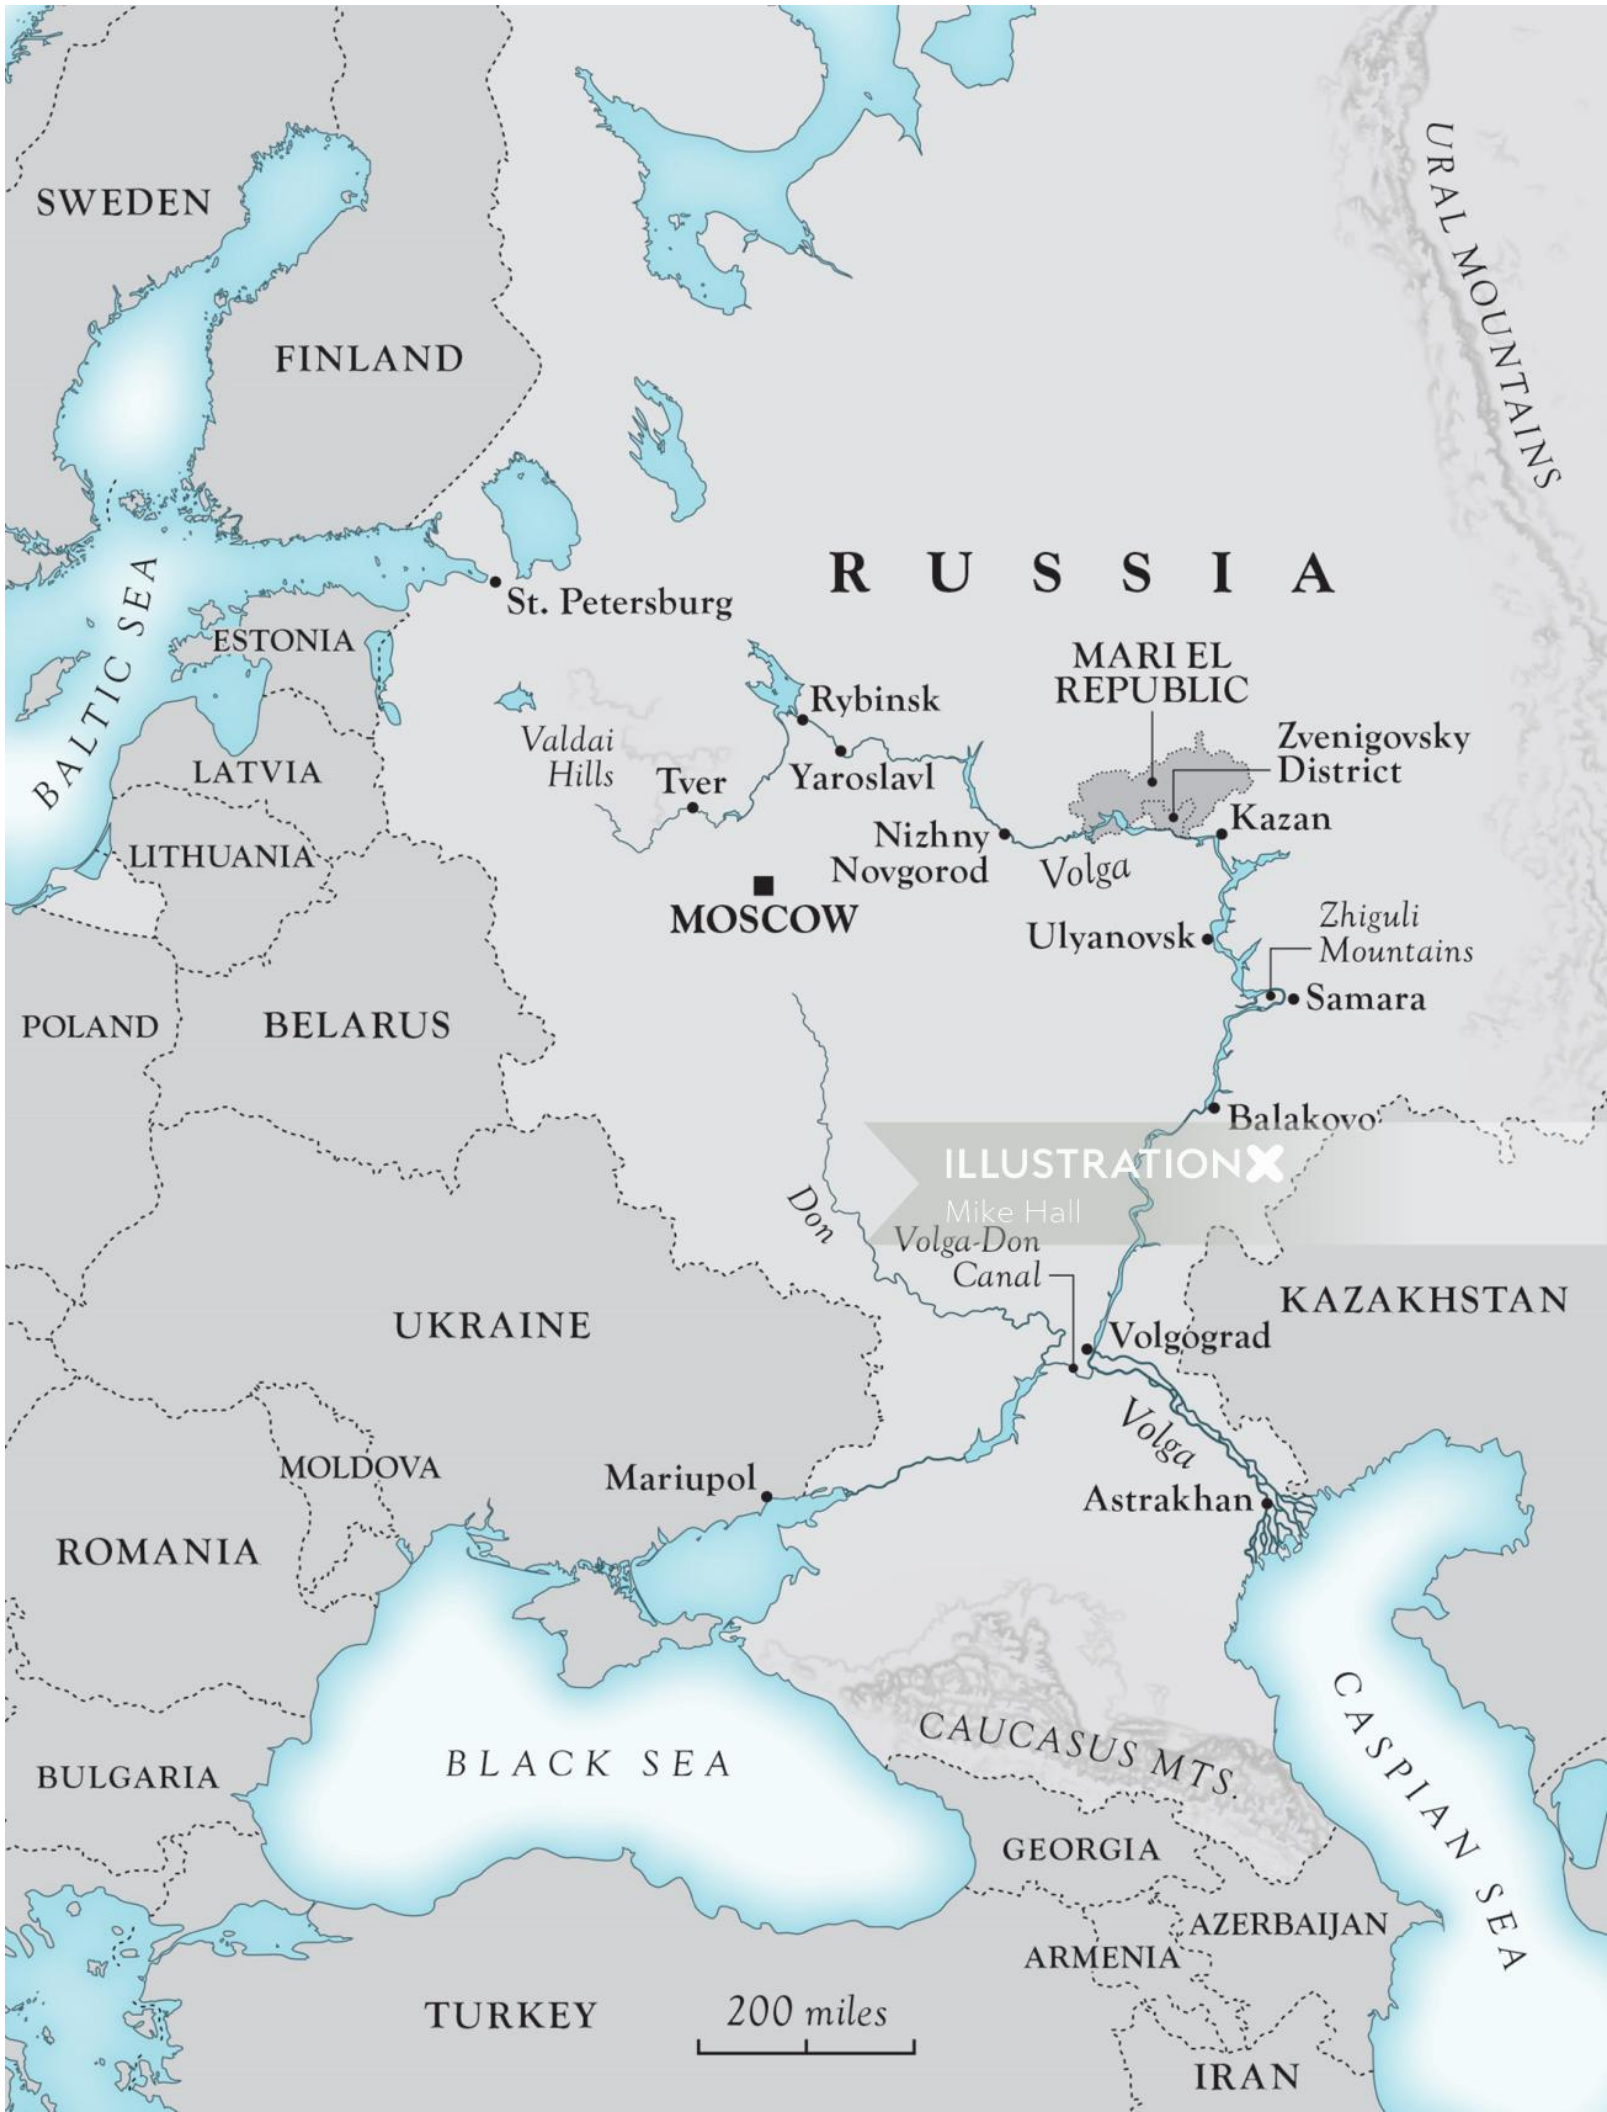 URAL MOUNTAINS
SWEDEN
FINLAND
RUSSIA
BALTIC SEA
St. Petersburg
ESTONIA
MARI EL
REPUBLIC
Rybinsk
Valdai
Hills
Zvenigovsky
District
LATVIA
Tver
Yaroslavl
Kazan
Nizhny
Novgorod
LITHUANIA
Volga
MOSCOW
Zhiguli
Mountains
Ulyanovsk
Samara
POLAND
BELARUS
Balakovo
ILLUSTRATIONX
Mike Hall
Don
Volga-Don
Canal
KAZAKHSTAN
UKRAINE
Volgograd
Volga
MOLDOVA
Mariupol
Astrakhan
ROMANIA
CASPIAN SEA
CAUCASUS MTS.
BLACK SEA
BULGARIA
GEORGIA
AZERBAIJAN
ARMENIA
TURKEY
200 miles
IRAN